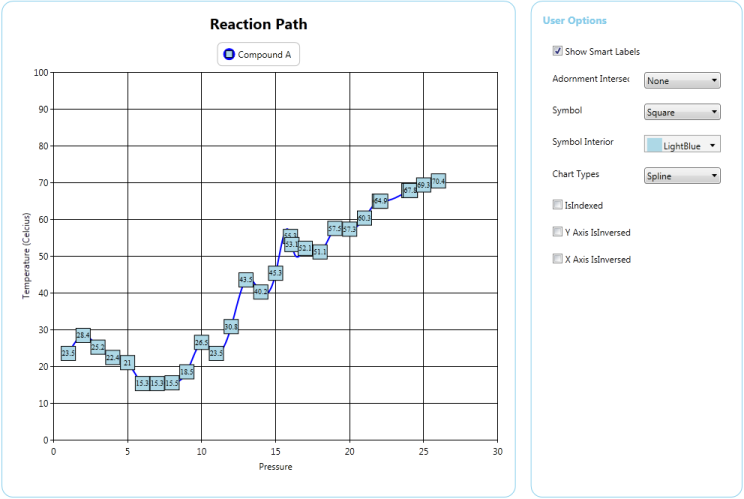 Reaction Path
Compound A
Temperature (Celcius)
100
90
80
70
60
50
40
30
20
10
0
23.5
28.4
25.2
22.4
21
15.3
15.3
15.5
18.5
26.5
23.5
30.8
43.5
40.2
45.3
53.1
52.1
51.1
57.5
57.3
60.3
64.9
67.8
69.3
70.4
0 5 10 15 20 25 30
Pressure
User Options
Show Smart Labels
Adornment Intersec None
Symbol Square
Symbol Interior LightBlue
Chart Types Spline
IsIndexed
Y Axis IsInversed
X Axis IsInversed